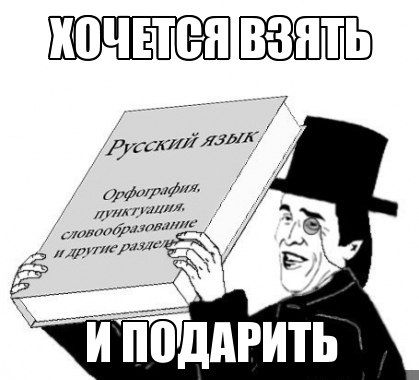 ХОЧЕТСЯ ВЗЯТЬ
Русский язык
Орфография,
пунктуация,
словообразование
и другие
И ПОДАРИТЬ